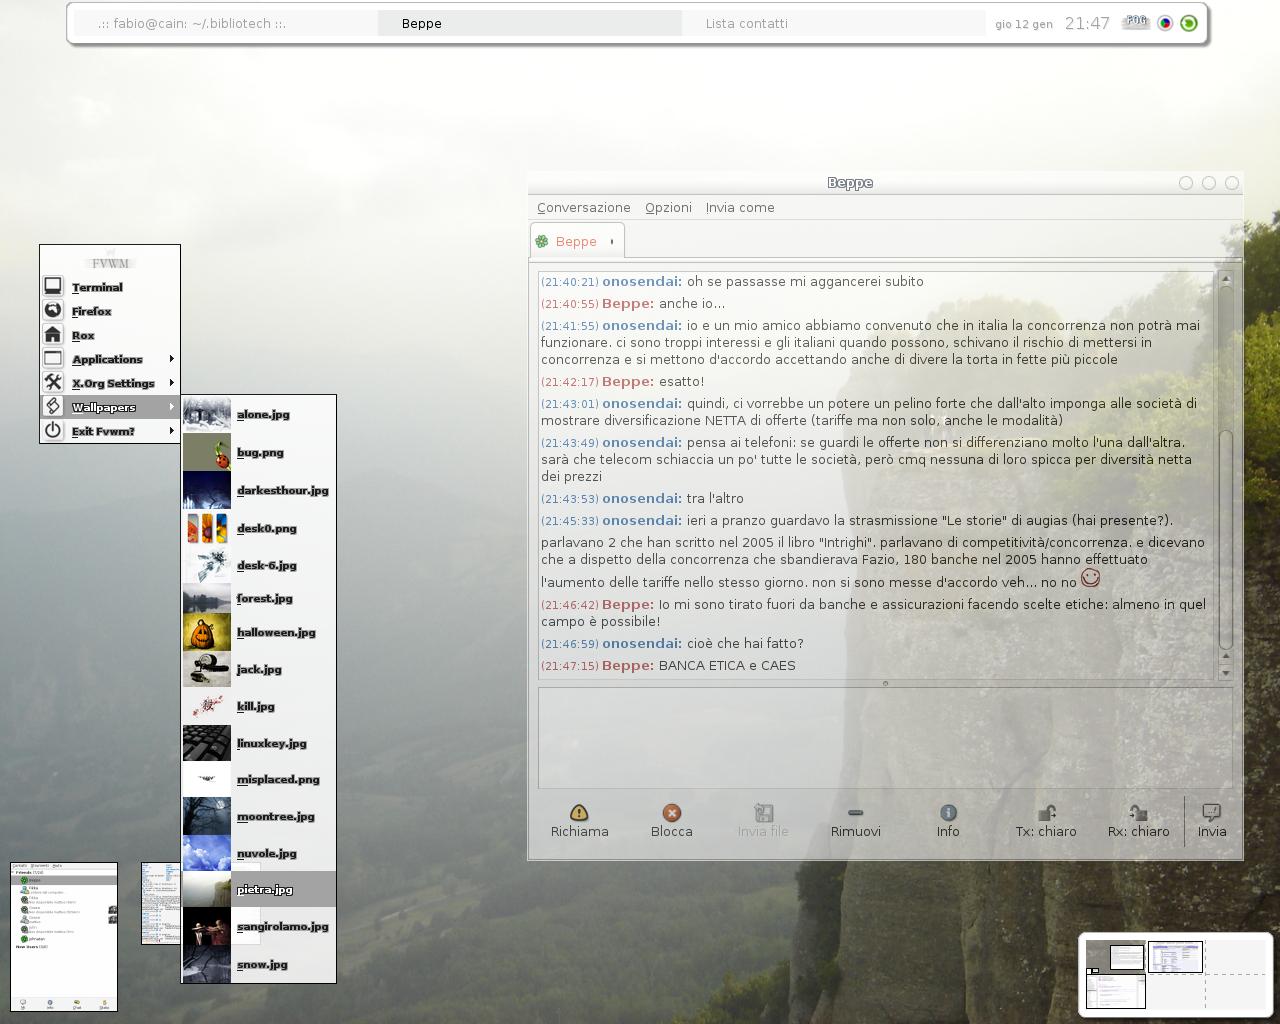 .:: fabio@cain: ~/.bibliotech ::.
Beppe
Lista contatti
gio 12 gen
21:47
FOG
Beppe
Conversazione Opzioni Invia come
Beppe
(21:40:21) onosendai: oh se passasse mi aggancerei subito
(21:40:55) Beppe: anche io...
(21:41:55) onosendai: io e un mio amico abbiamo convenuto che in italia la concorrenza non potrà mai
funzionare. ci sono troppi interessi e gli italiani quando possono, schivano il rischio di mettersi in
concorrenza e si mettono d'accordo accettando anche di divere la torta in fette più piccole
(21:42:17) Beppe: esatto!
(21:43:01) onosendai: quindi, ci vorrebbe un potere un pelino forte che dall'alto imponga alle società di
mostrare diversificazione NETTA di offerte (tariffe ma non solo, anche le modalità)
(21:43:49) onosendai: pensa ai telefoni: se guardi le offerte non si differenziano molto l'una dall'altra.
sarà che telecom schiaccia un po' tutte le società, però cmq nessuna di loro spicca per diversità netta
dei prezzi
(21:43:53) onosendai: tra l'altro
(21:45:33) onosendai: ieri a pranzo guardavo la strasmissione "Le storie" di augias (hai presente?).
parlavano 2 che han scritto nel 2005 il libro "Intrighi". parlavano di competitività/concorrenza. e dicevano
che a dispetto della concorrenza che sbandierava Fazio, 180 banche nel 2005 hanno effettuato
l'aumento delle tariffe nello stesso giorno. non si sono messe d'accordo veh... no no
(21:46:42) Beppe: Io mi sono tirato fuori da banche e assicurazioni facendo scelte etiche: almeno in quel
campo è possibile!
(21:46:59) onosendai: cioè che hai fatto?
(21:47:15) Beppe: BANCA ETICA e CAES
Richiama Blocca Invia file Rimuovi Info Tx: chiaro Rx: chiaro Invia
FVWM
Terminal
Firefox
Rox
Applications
X.Org Settings
Wallpapers
Exit Fvwm?
alone.jpg
bug.png
darkesthour.jpg
desk0.png
desk-6.jpg
forest.jpg
halloween.jpg
jack.jpg
kill.jpg
linuxkey.jpg
misplaced.png
moontree.jpg
nuvole.jpg
pietra.jpg
sangirolamo.jpg
snow.jpg